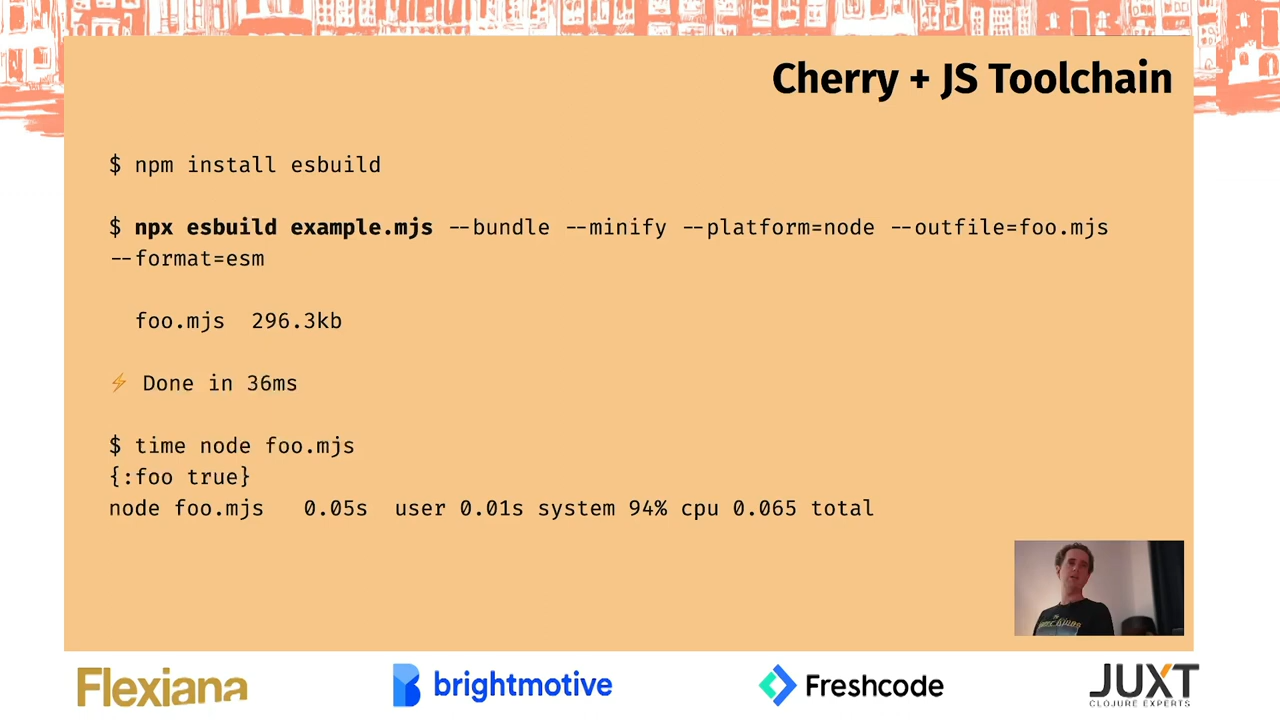 Cherry + JS Toolchain
$ npm install esbuild
$ npx esbuild example.mjs --bundle --minify --platform=node --outfile=foo.mjs
--format=esm
foo.mjs 296.3kb
⚡ Done in 36ms
$ time node foo.mjs
{:foo true}
node foo.mjs 0.05s user 0.01s system 94% cpu 0.065 total
Flexiana
brightmotive
Freshcode
JUXT
CLOJURE EXPERTS